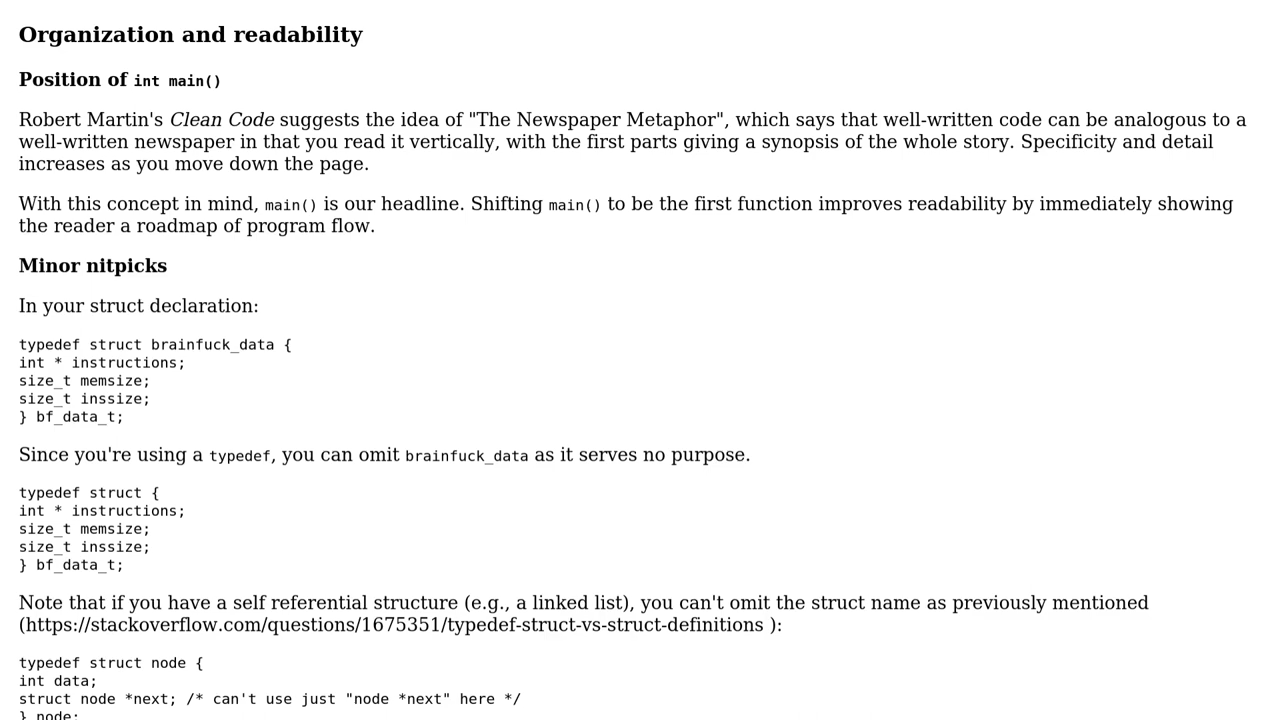 Organization and readability
Position of int main()
Robert Martin's Clean Code suggests the idea of "The Newspaper Metaphor", which says that well-written code can be analogous to a
well-written newspaper in that you read it vertically, with the first parts giving a synopsis of the whole story. Specificity and detail
increases as you move down the page.
With this concept in mind, main() is our headline. Shifting main() to be the first function improves readability by immediately showing
the reader a roadmap of program flow.
Minor nitpicks
In your struct declaration:
typedef struct brainfuck_data {
int * instructions;
size_t memsize;
size_t inssize;
} bf_data_t;
Since you're using a typedef, you can omit brainfuck_data as it serves no purpose.
typedef struct {
int * instructions;
size_t memsize;
size_t inssize;
} bf_data_t;
Note that if you have a self referential structure (e.g., a linked list), you can't omit the struct name as previously mentioned
(https://stackoverflow.com/questions/1675351/typedef-struct-vs-struct-definitions ):
typedef struct node {
int data;
struct node *next; /* can't use just "node *next" here */
} node;